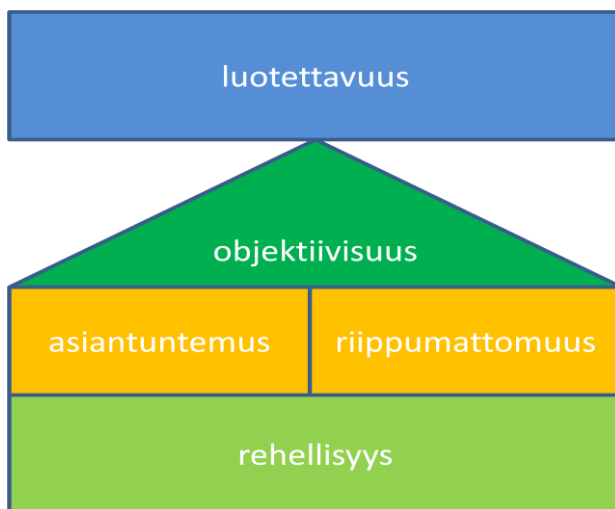 luotettavuus
objektiivisuus
asiantuntemus
riippumattomuus
rehellisyys